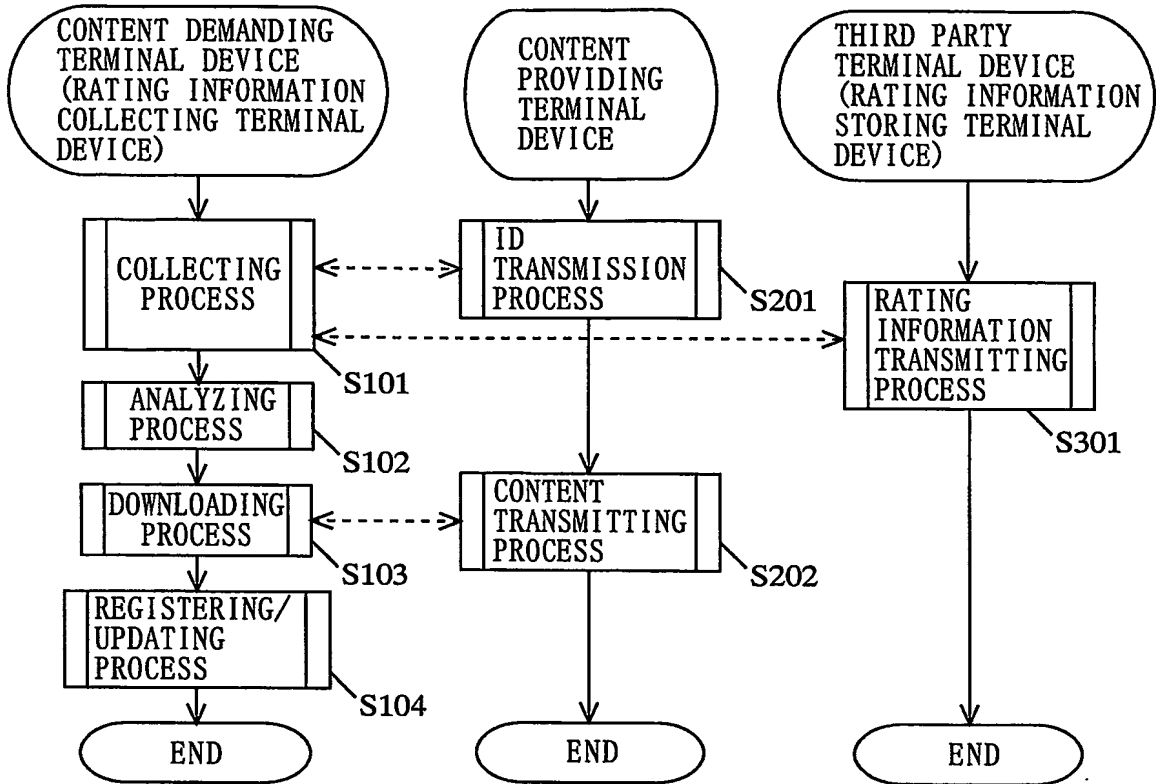 CONTENT DEMANDING
TERMINAL DEVICE
(RATING INFORMATION
COLLECTING TERMINAL
DEVICE)
CONTENT
PROVIDING
TERMINAL
DEVICE
THIRD PARTY
TERMINAL DEVICE
(RATING INFORMATION
STORING TERMINAL
DEVICE)
COLLECTING
PROCESS
S101
ID
TRANSMISSION
PROCESS
S201
RATING
INFORMATION
TRANSMITTING
PROCESS
S301
ANALYZING
PROCESS
S102
DOWNLOADING
PROCESS
S103
CONTENT
TRANSMITTING
PROCESS
S202
REGISTERING/
UPDATING
PROCESS
S104
END
END
END